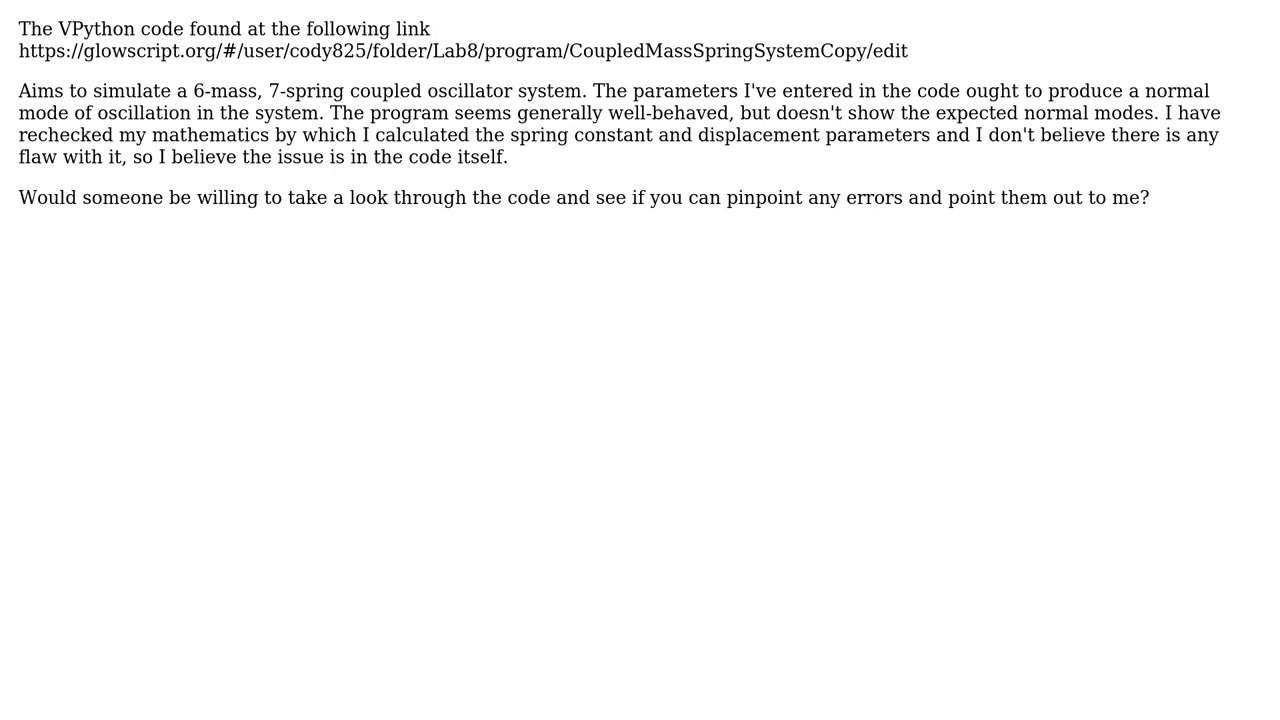 The VPython code found at the following link
https://glowscript.org/#/user/cody825/folder/Lab8/program/CoupledMassSpringSystemCopy/edit
Aims to simulate a 6-mass, 7-spring coupled oscillator system. The parameters I've entered in the code ought to produce a normal
mode of oscillation in the system. The program seems generally well-behaved, but doesn't show the expected normal modes. I have
rechecked my mathematics by which I calculated the spring constant and displacement parameters and I don't believe there is any
flaw with it, so I believe the issue is in the code itself.
Would someone be willing to take a look through the code and see if you can pinpoint any errors and point them out to me?